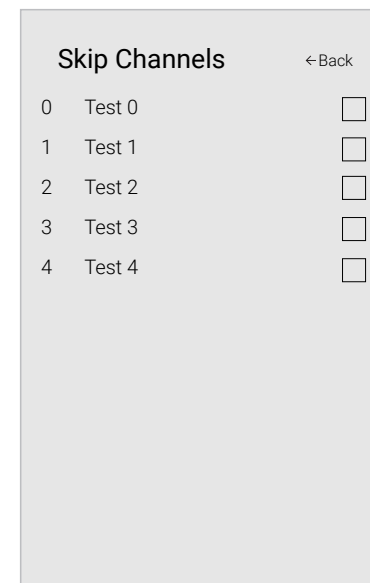 Skip Channels ←Back
0 Test 0
1 Test 1
2 Test 2
3 Test 3
4 Test 4